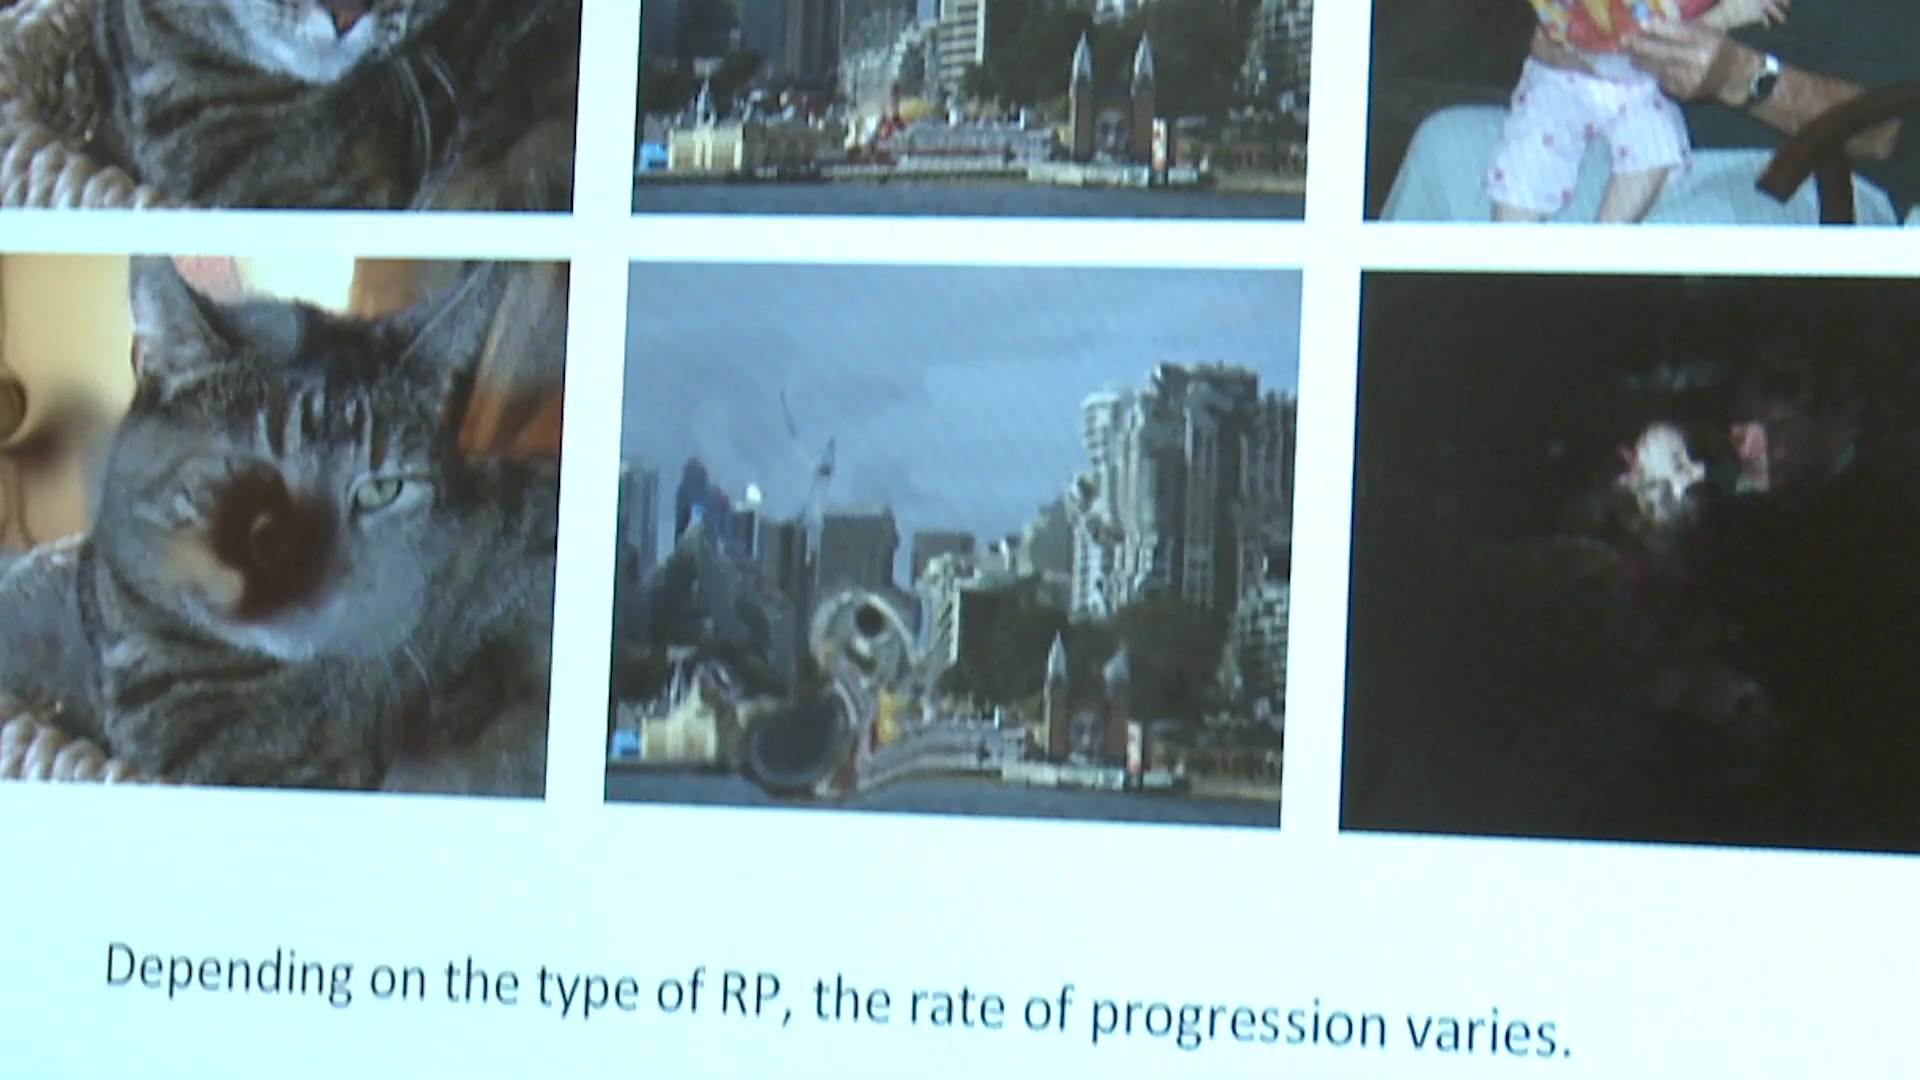 Depending on the type of RP, the rate of progression varies.